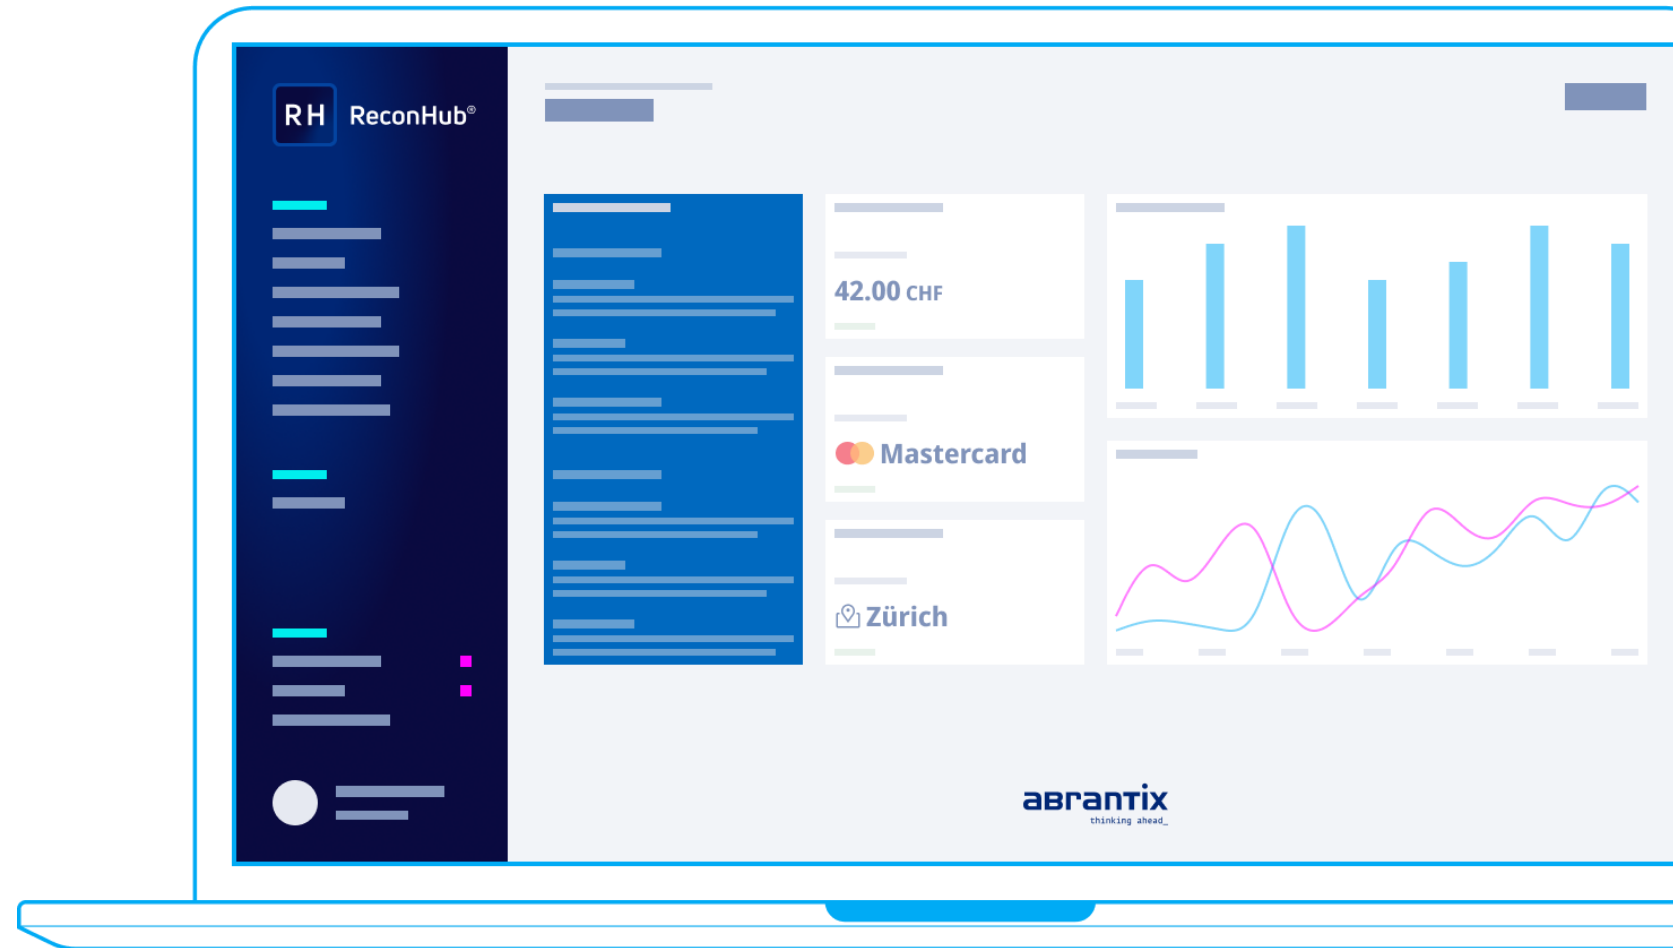 RH ReconHub®
42.00 CHF
Mastercard
Zürich
abrantix
thinking ahead_